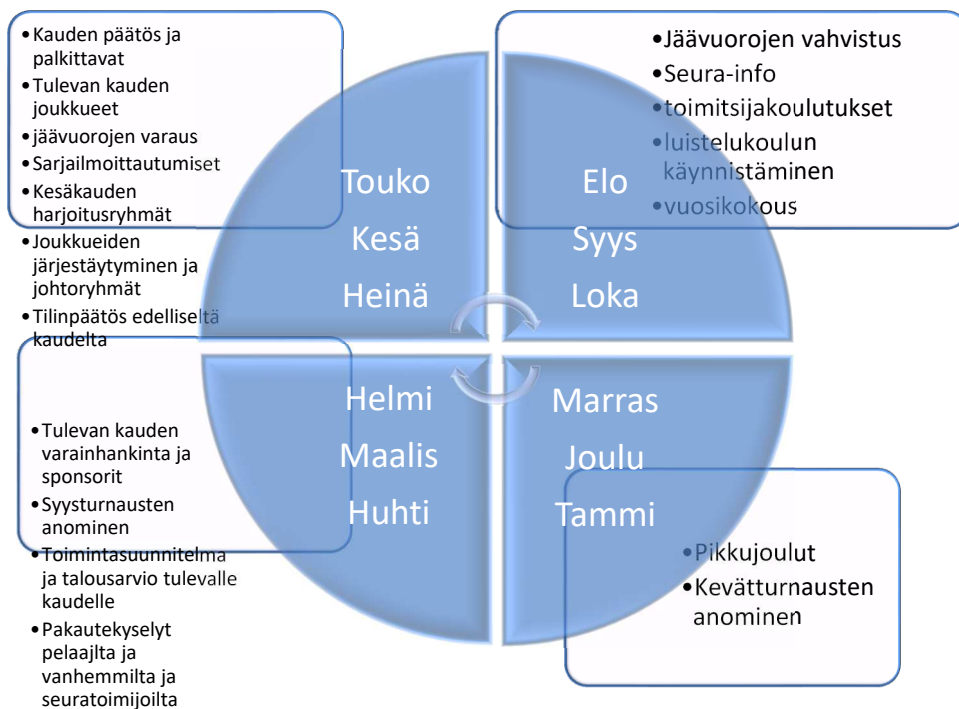 •Kauden päätös ja
palkittavat
•Tulevan kauden
joukkueet
•jäävuorojen varaus
•Sarjailmoittautumiset
•Kesäkauden
harjoitusryhmät
•Joukkueiden
järjestäytyminen ja
johtoryhmät
•Tilinpäätös edelliseltä
kaudelta
Touko
Kesä
Heinä
•Jäävuorojen vahvistus
•Seura-info
•toimitsijakoulutukset
•luistelukoulun
käynnistäminen
•vuosikokous
Elo
Syys
Loka
•Tulevan kauden
varainhankinta ja
sponsorit
•Syysturnausten
anominen
•Toimintasuunnitelma
ja talousarvio tulevalle
kaudelle
•Pakautekyselyt
pelaajlta ja
vanhemmilta ja
seuratoimijoilta
Helmi
Maalis
Huhti
Marras
Joulu
Tammi
•Pikkujoulut
•Kevätturnausten
anominen